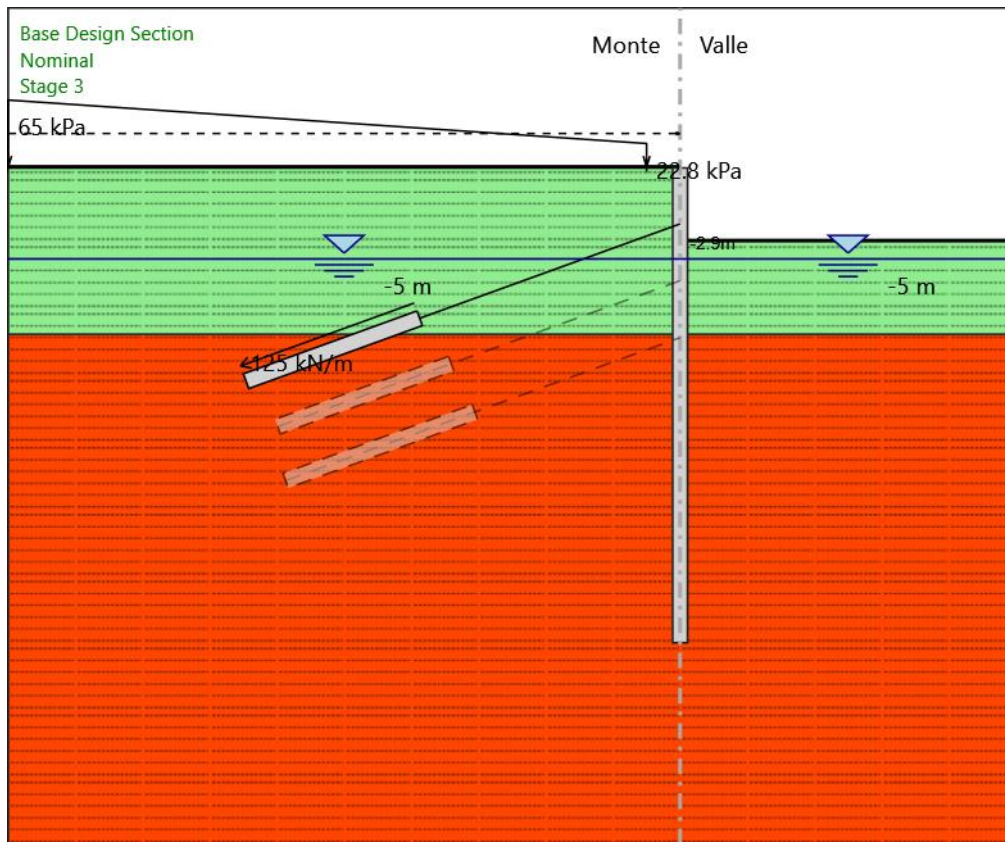 Base Design Section
Nominal
Stage 3
Monte
Valle
65 kPa
22.8 kPa
-2.9m
-5 m
-5 m
125 kN/m